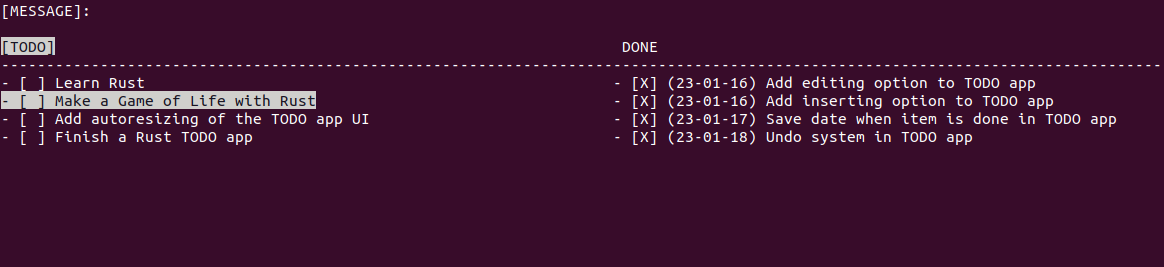 [MESSAGE]:
[TODO] DONE
--------------------------------------------------------------------------------------------------------------------------------
- [ ] Learn Rust - [X] (23-01-16) Add editing option to TODO app
- [ ] Make a Game of Life with Rust - [X] (23-01-16) Add inserting option to TODO app
- [ ] Add autoresizing of the TODO app UI - [X] (23-01-17) Save date when item is done in TODO app
- [ ] Finish a Rust TODO app - [X] (23-01-18) Undo system in TODO app